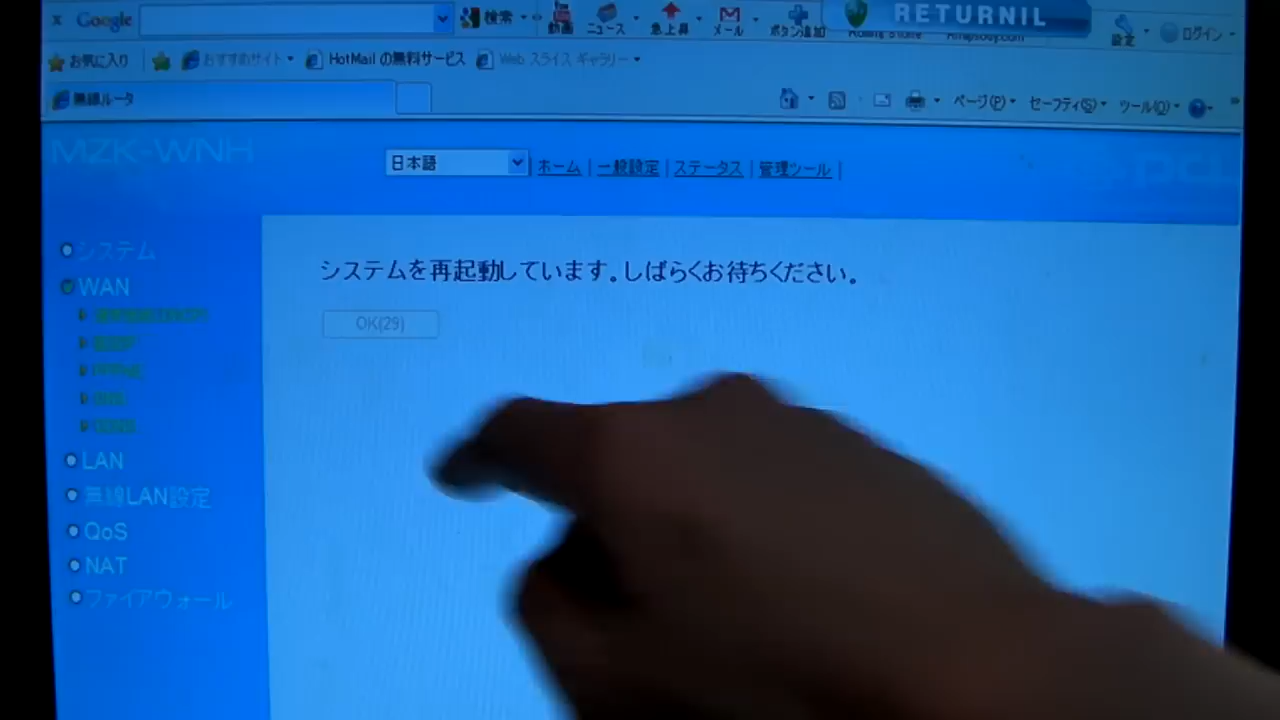 x Google 検索 動画 ニュース 急上昇 メール ボタン追加 RETURNIL 設定 ログイン
お気に入り おすすめサイト HotMail の無料サービス Web スライス ギャラリー
無線ルータ ページ(P) セーフティ(S) ツール(O)
MZK-WNH
日本語 ホーム | 一般設定 | ステータス | 管理ツール |
システム
システムを再起動しています。しばらくお待ちください。
WAN
OK(29)
LAN
無線LAN設定
QoS
NAT
ファイアウォール